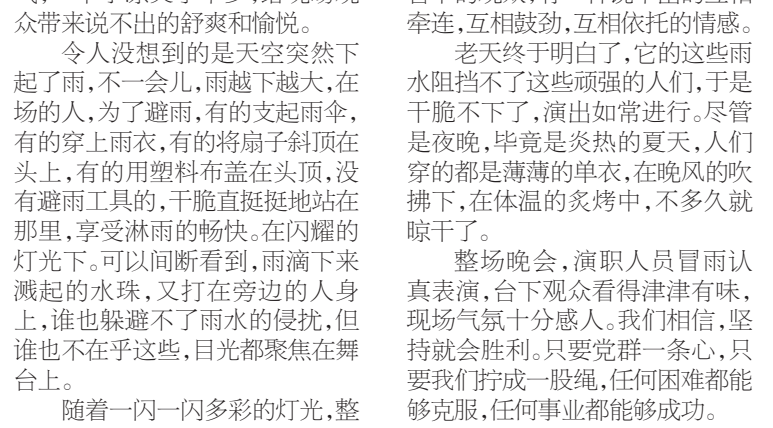 众带来说不出的舒爽和愉悦。
令人没想到的是天空突然下
起了雨,不一会儿,雨越下越大,在
场的人,为了避雨,有的支起雨伞,
有的穿上雨衣,有的将扇子斜顶在
头上,有的用塑料布盖在头顶,没
有避雨工具的,干脆直挺挺地站在
那里,享受淋雨的畅快。在闪耀的
灯光下。可以间断看到,雨滴下来
溅起的水珠,又打在旁边的人身
上,谁也躲避不了雨水的侵扰,但
谁也不在乎这些,目光都聚焦在舞
台上。
随着一闪一闪多彩的灯光,整
牵连,互相鼓劲,互相依托的情感。
老天终于明白了,它的这些雨
水阻挡不了这些顽强的人们,于是
干脆不下了,演出如常进行。尽管
是夜晚,毕竟是炎热的夏天,人们
穿的都是薄薄的单衣,在晚风的吹
拂下,在体温的炙烤中,不多久就
晾干了。
整场晚会,演职人员冒雨认
真表演,台下观众看得津津有味,
现场气氛十分感人。我们相信,坚
持就会胜利。只要党群一条心,只
要我们拧成一股绳,任何困难都能
够克服,任何事业都能够成功。